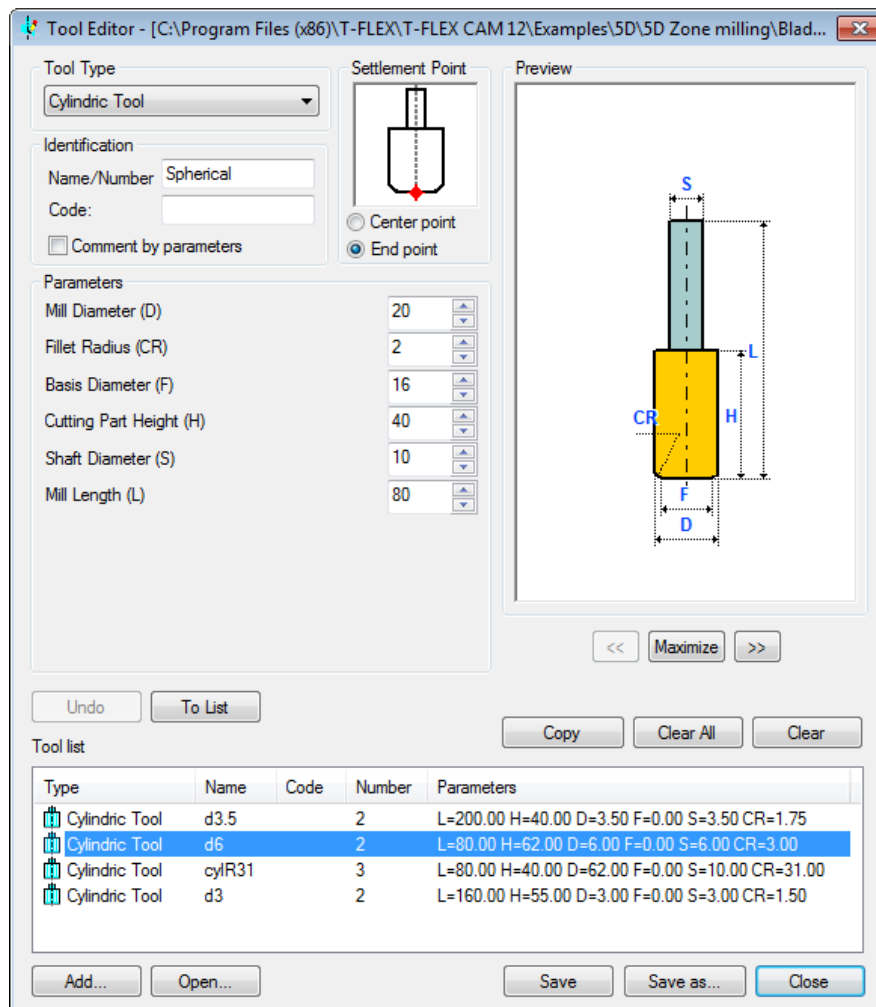 Tool Editor - [C:\Program Files (x86)\T-FLEX\T-FLEX CAM 12\Examples\5D\5D Zone milling\Blad...
Tool Type
Cylindric Tool
Settlement Point
Center point
End point
Identification
Name/Number Spherical
Code:
Comment by parameters
Parameters
Mill Diameter (D) 20
Fillet Radius (CR) 2
Basis Diameter (F) 16
Cutting Part Height (H) 40
Shaft Diameter (S) 10
Mill Length (L) 80
Preview
S
L
CR
H
F
D
<< Maximize >>
Undo To List
Copy Clear All Clear
Tool list
Type Name Code Number Parameters
Cylindric Tool d3.5 2 L=200.00 H=40.00 D=3.50 F=0.00 S=3.50 CR=1.75
Cylindric Tool d6 2 L=80.00 H=62.00 D=6.00 F=0.00 S=6.00 CR=3.00
Cylindric Tool cylR31 3 L=80.00 H=40.00 D=62.00 F=0.00 S=10.00 CR=31.00
Cylindric Tool d3 2 L=160.00 H=55.00 D=3.00 F=0.00 S=3.00 CR=1.50
Add... Open... Save Save as... Close